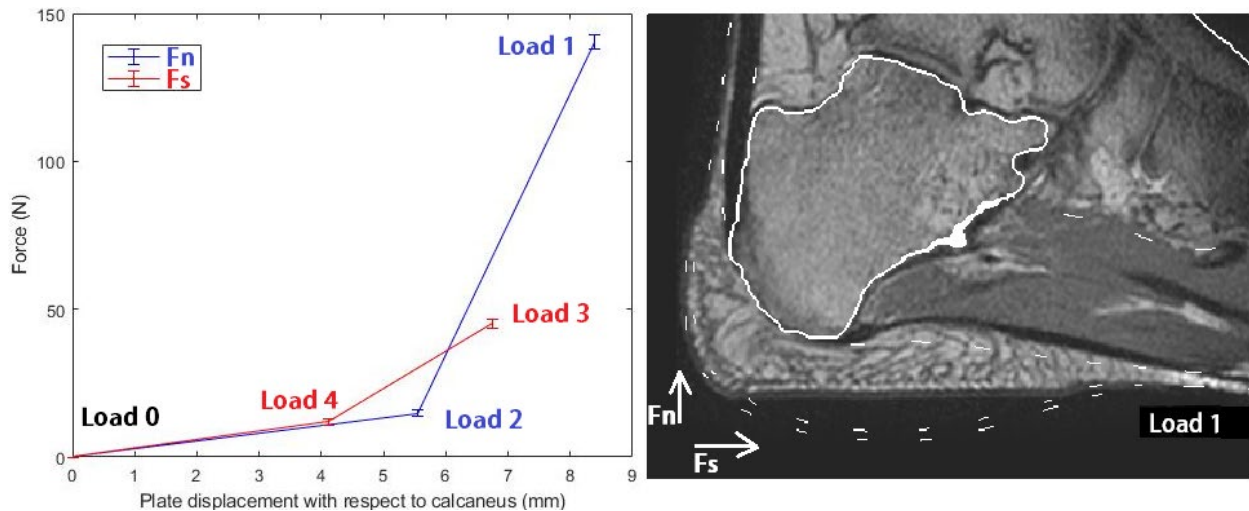 150
100
50
0
Force (N)
Fn
Fs
Load 1
Load 3
Load 4
Load 0
Load 2
0 1 2 3 4 5 6 7 8 9
Plate displacement with respect to calcaneus (mm)
Fn
Fs
Load 1